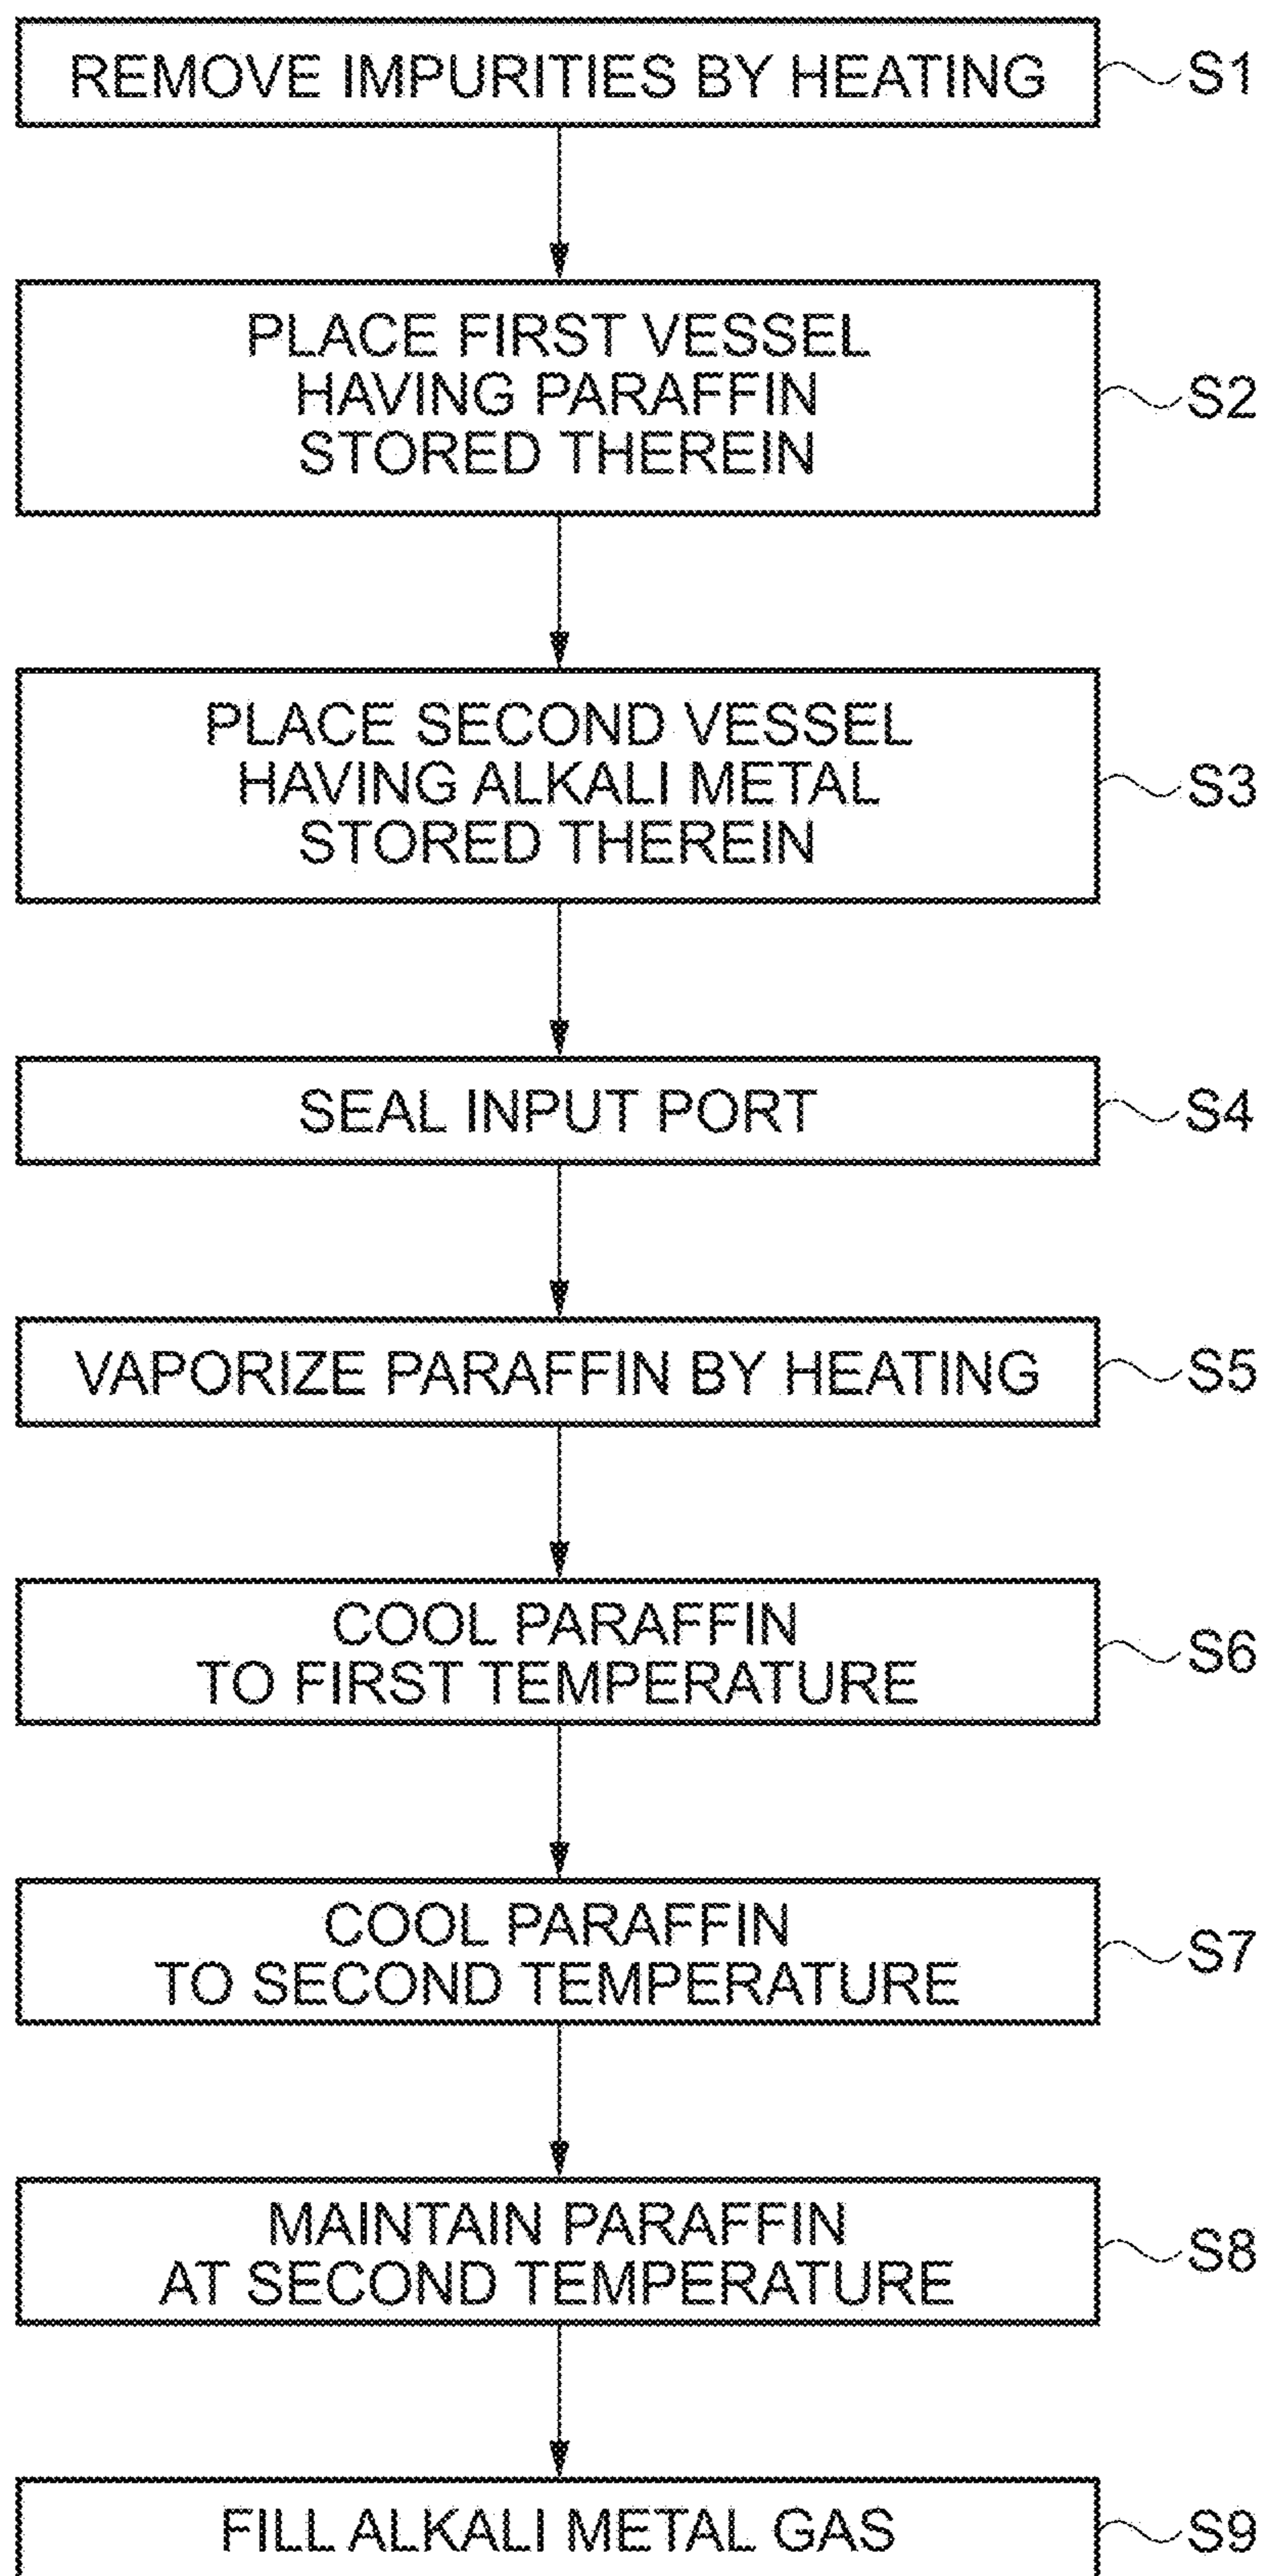 REMOVE IMPURITIES BY HEATING
S1
PLACE FIRST VESSEL
HAVING PARAFFIN
STORED THEREIN
S2
PLACE SECOND VESSEL
HAVING ALKALI METAL
STORED THEREIN
S3
SEAL INPUT PORT
S4
VAPORIZE PARAFFIN BY HEATING
S5
COOL PARAFFIN
TO FIRST TEMPERATURE
S6
COOL PARAFFIN
TO SECOND TEMPERATURE
S7
MAINTAIN PARAFFIN
AT SECOND TEMPERATURE
S8
FILL ALKALI METAL GAS
S9